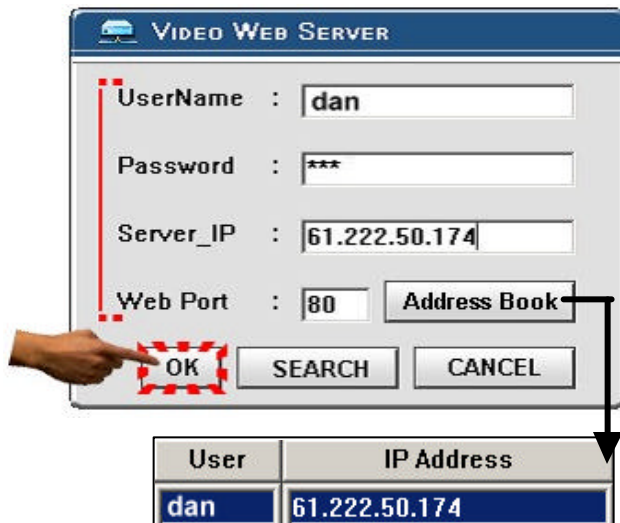 VIDEO WEB SERVER
UserName : dan
Password : ***
Server_IP : 61.222.50.174
Web Port : 80 Address Book
OK SEARCH CANCEL
User IP Address
dan 61.222.50.174